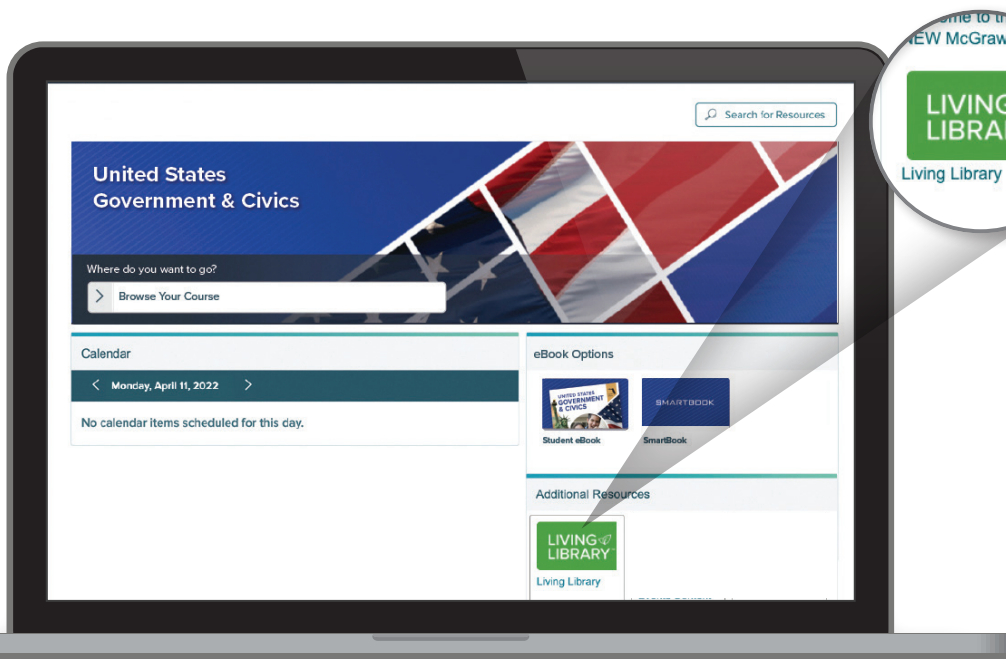 Search for Resources
United States
Government & Civics
Where do you want to go?
Browse Your Course
Calendar
Monday, April 11, 2022
No calendar items scheduled for this day.
eBook Options
UNITED STATES
GOVERNMENT
& CIVICS
Student eBook
SMARTBOOK
SmartBook
Additional Resources
LIVING
LIBRARY
Living Library
to
NEW McGraw
LIVING
LIBRA
Living Library